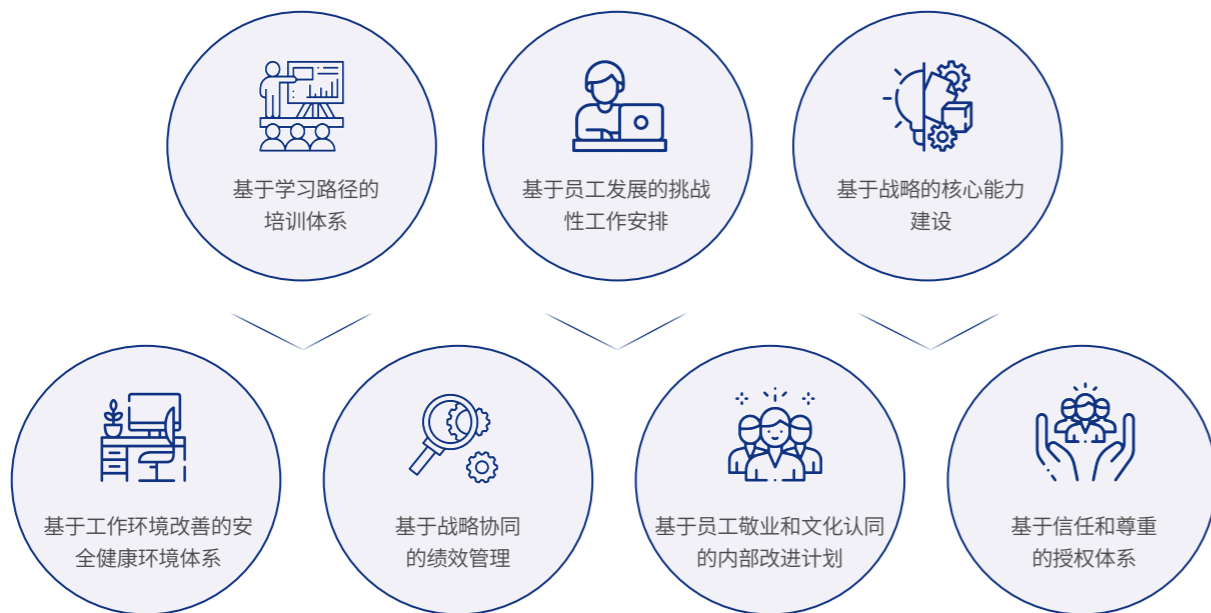 基于学习路径的
培训体系
基于员工发展的挑战
性工作安排
基于战略的核心能力
建设
基于工作环境改善的安
全健康环境体系
基于战略协同
的绩效管理
基于员工敬业和文化认同
的内部改进计划
基于信任和尊重
的授权体系